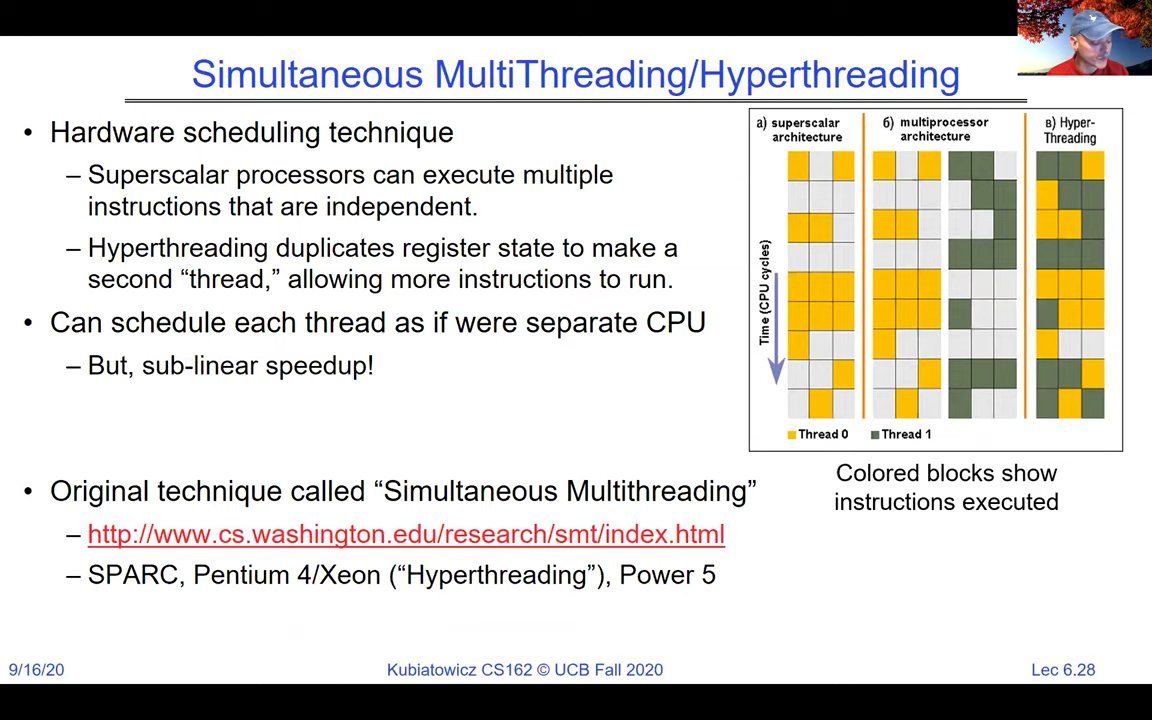 Simultaneous MultiThreading/Hyperthreading
• Hardware scheduling technique
– Superscalar processors can execute multiple
instructions that are independent.
– Hyperthreading duplicates register state to make a
second “thread,” allowing more instructions to run.
• Can schedule each thread as if were separate CPU
– But, sub-linear speedup!
• Original technique called “Simultaneous Multithreading”
– http://www.cs.washington.edu/research/smt/index.html
– SPARC, Pentium 4/Xeon (“Hyperthreading”), Power 5
а) superscalar
architecture
б) multiprocessor
architecture
в) Hyper-
Threading
Time (CPU cycles)
Thread 0
Thread 1
Colored blocks show
instructions executed
9/16/20
Kubiatowicz CS162 © UCB Fall 2020
Lec 6.28